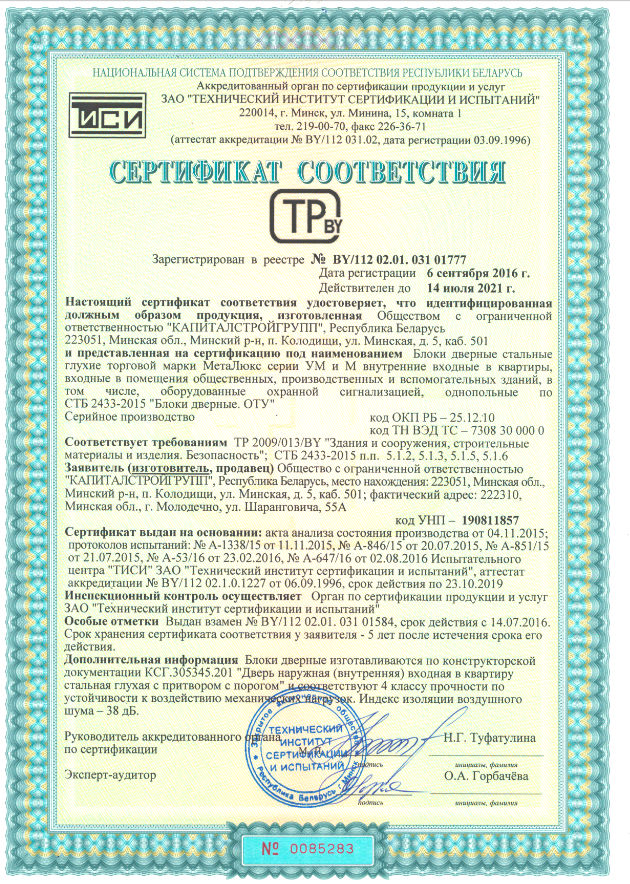 НАЦИОНАЛЬНАЯ СИСТЕМА ПОДТВЕРЖДЕНИЯ СООТВЕТСТВИЯ РЕСПУБЛИКИ БЕЛАРУСЬ
Аккредитованный орган по сертификации продукции и услуг
ТИСИ
ЗАО "ТЕХНИЧЕСКИЙ ИНСТИТУТ СЕРТИФИКАЦИИ И ИСПЫТАНИЙ"
220014, г. Минск, ул. Минина, 15, комната 1
тел. 219-00-70, факс 226-36-71
(аттестат аккредитации № BY/112 031.02, дата регистрации 03.09.1996)
СЕРТИФИКАТ СООТВЕТСТВИЯ
ТР BY
Зарегистрирован в реестре № BY/112 02.01. 031 01777
Дата регистрации 6 сентября 2016 г.
Действителен до 14 июля 2021 г.
Настоящий сертификат соответствия удостоверяет, что идентифицированная
должным образом продукция, изготовленная Обществом с ограниченной
ответственностью "КАПИТАЛСТРОЙГРУПП", Республика Беларусь
223051, Минская обл., Минский р-н, п. Колодищи, ул. Минская, д. 5, каб. 501
и представленная на сертификацию под наименованием Блоки дверные стальные
глухие торговой марки МетаЛюкс серии УМ и М внутренние входные в квартиры,
входные в помещения общественных, производственных и вспомогательных зданий, в
том числе, оборудованные охранной сигнализацией, однопольные по
СТБ 2433-2015 "Блоки дверные. ОТУ"
Серийное производство
код ОКП РБ – 25.12.10
код ТН ВЭД ТС – 7308 30 000 0
Соответствует требованиям ТР 2009/013/BY "Здания и сооружения, строительные
материалы и изделия. Безопасность"; СТБ 2433-2015 п.п. 5.1.2, 5.1.3, 5.1.5, 5.1.6
Заявитель (изготовитель, продавец) Общество с ограниченной ответственностью
"КАПИТАЛСТРОЙГРУПП", Республика Беларусь, место нахождения: 223051, Минская обл.,
Минский р-н, п. Колодищи, ул. Минская, д. 5, каб. 501; фактический адрес: 222310,
Минская обл., г. Молодечно, ул. Шаранговича, 55А
код УНП – 190811857
Сертификат выдан на основании: акта анализа состояния производства от 04.11.2015;
протоколов испытаний: № А-1338/15 от 11.11.2015, № А-846/15 от 20.07.2015, № А-851/15
от 21.07.2015, № А-53/16 от 23.02.2016, № А-647/16 от 02.08.2016 Испытательного
центра "ТИСИ" ЗАО "Технический институт сертификации и испытаний", аттестат
аккредитации № BY/112 02.1.0.1227 от 06.09.1996, срок действия по 23.10.2019
Инспекционный контроль осуществляет Орган по сертификации продукции и услуг
ЗАО "Технический институт сертификации и испытаний"
Особые отметки Выдан взамен № BY/112 02.01. 031 01584, срок действия с 14.07.2016.
Срок хранения сертификата соответствия у заявителя - 5 лет после истечения срока его
действия.
Дополнительная информация Блоки дверные изготавливаются по конструкторской
документации КСГ.305345.201 "Дверь наружная (внутренняя) входная в квартиру
стальная глухая с притвором с порогом" и соответствуют 4 классу прочности по
устойчивости к воздействию механических нагрузок. Индекс изоляции воздушного
шума – 38 дБ.
Руководитель аккредитованного органа
по сертификации
М.П.
Н.Г. Туфатулина
подпись
инициалы, фамилия
Эксперт-аудитор
О.А. Горбачёва
подпись
инициалы, фамилия
Закрытое акционерное общество
ТЕХНИЧЕСКИЙ
ИНСТИТУТ
СЕРТИФИКАЦИИ
И ИСПЫТАНИЙ
Республика Беларусь г. Минск
№ 0085283